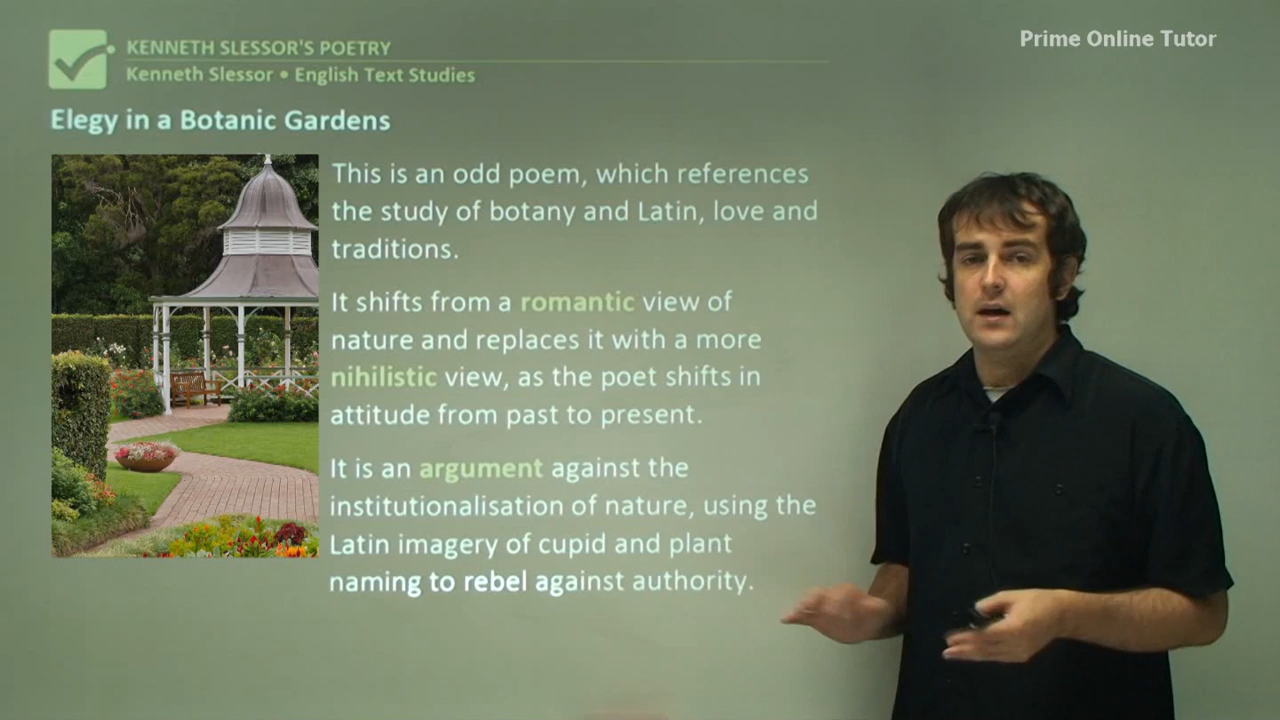 Prime Online Tutor
KENNETH SLESSOR'S POETRY
Kenneth Slessor • English Text Studies
Elegy in a Botanic Gardens
This is an odd poem, which references
the study of botany and Latin, love and
traditions.
It shifts from a romantic view of
nature and replaces it with a more
nihilistic view, as the poet shifts in
attitude from past to present.
It is an argument against the
institutionalisation of nature, using the
Latin imagery of cupid and plant
naming to rebel against authority.